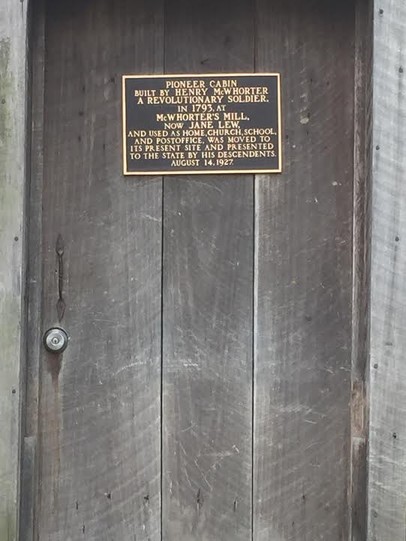 PIONEER CABIN
BUILT BY HENRY McWHORTER
A REVOLUTIONARY SOLDIER,
IN 1793, AT
McWHORTER'S MILL,
NOW JANE LEW,
AND USED AS HOME, CHURCH, SCHOOL,
AND POSTOFFICE, WAS MOVED TO
ITS PRESENT SITE AND PRESENTED
TO THE STATE BY HIS DESCENDENTS.
AUGUST 14, 1927.